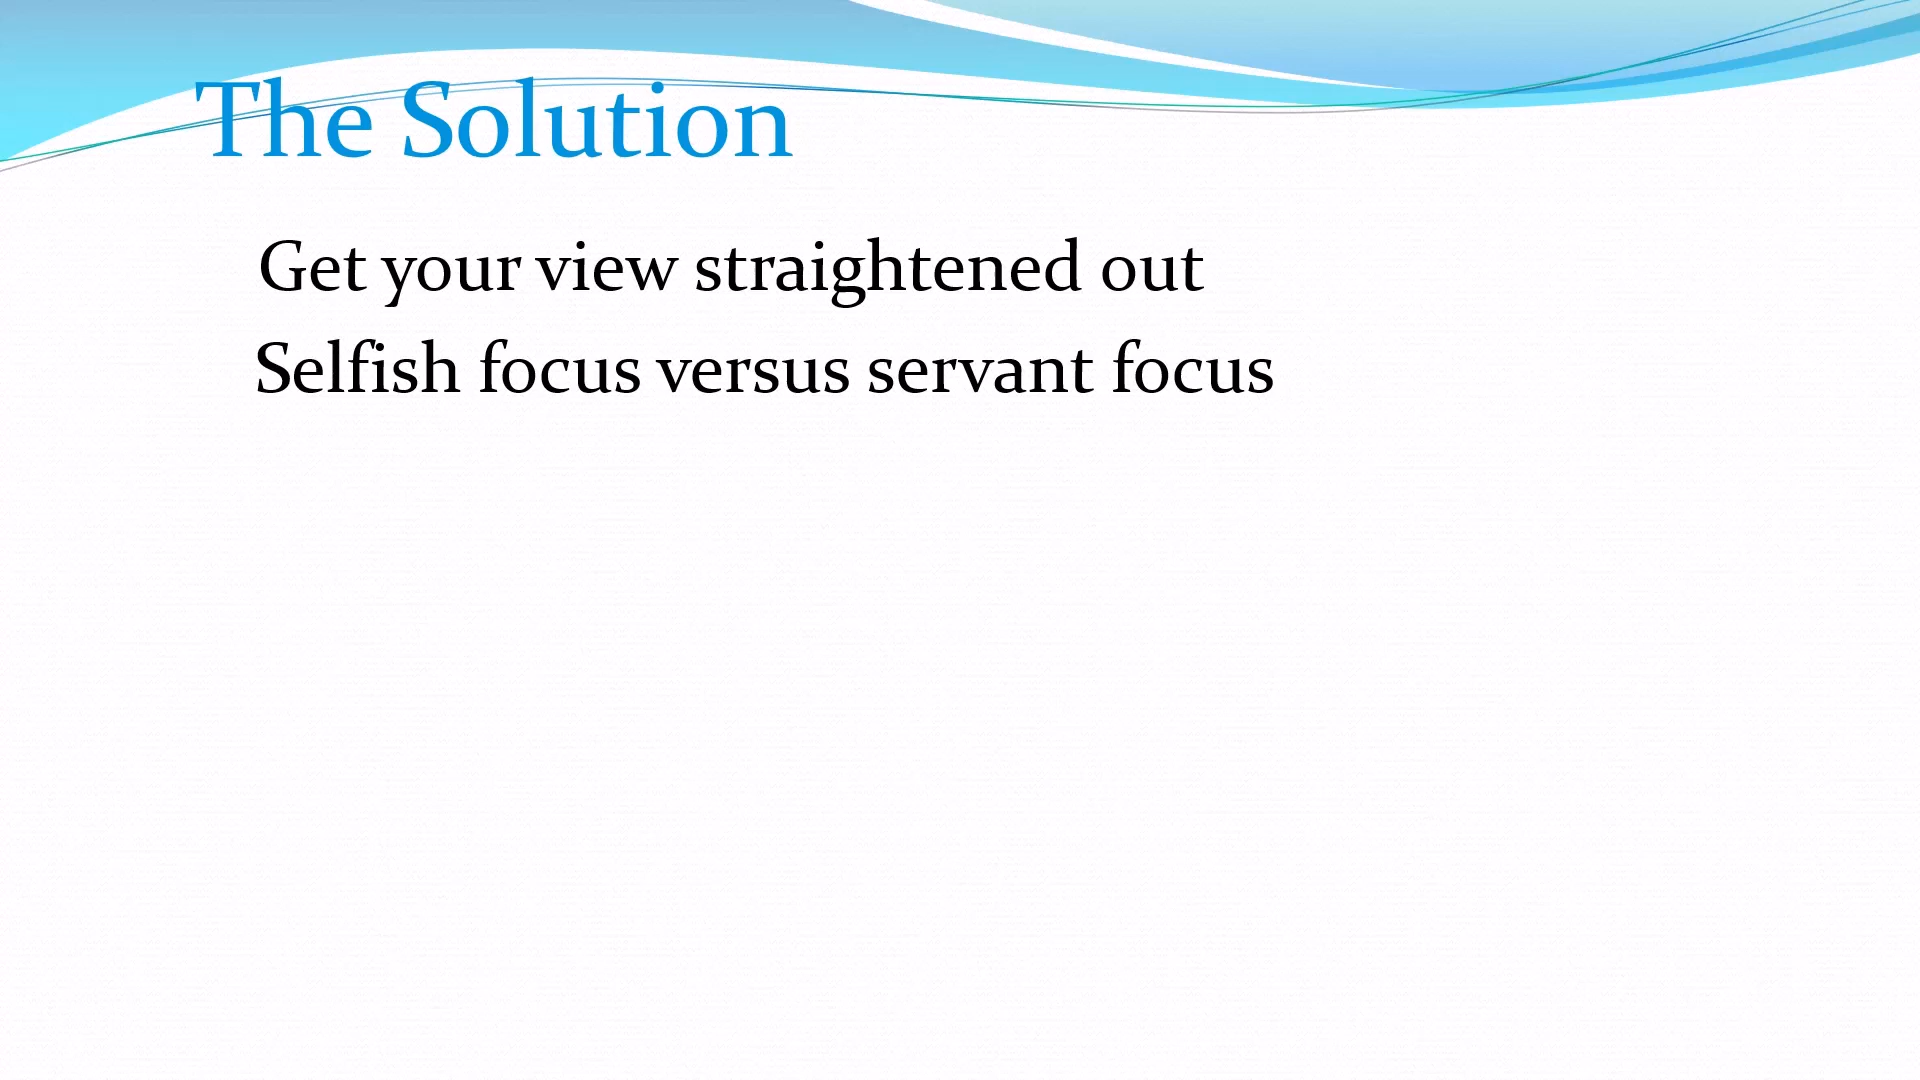 The Solution
Get your view straightened out
Selfish focus versus servant focus